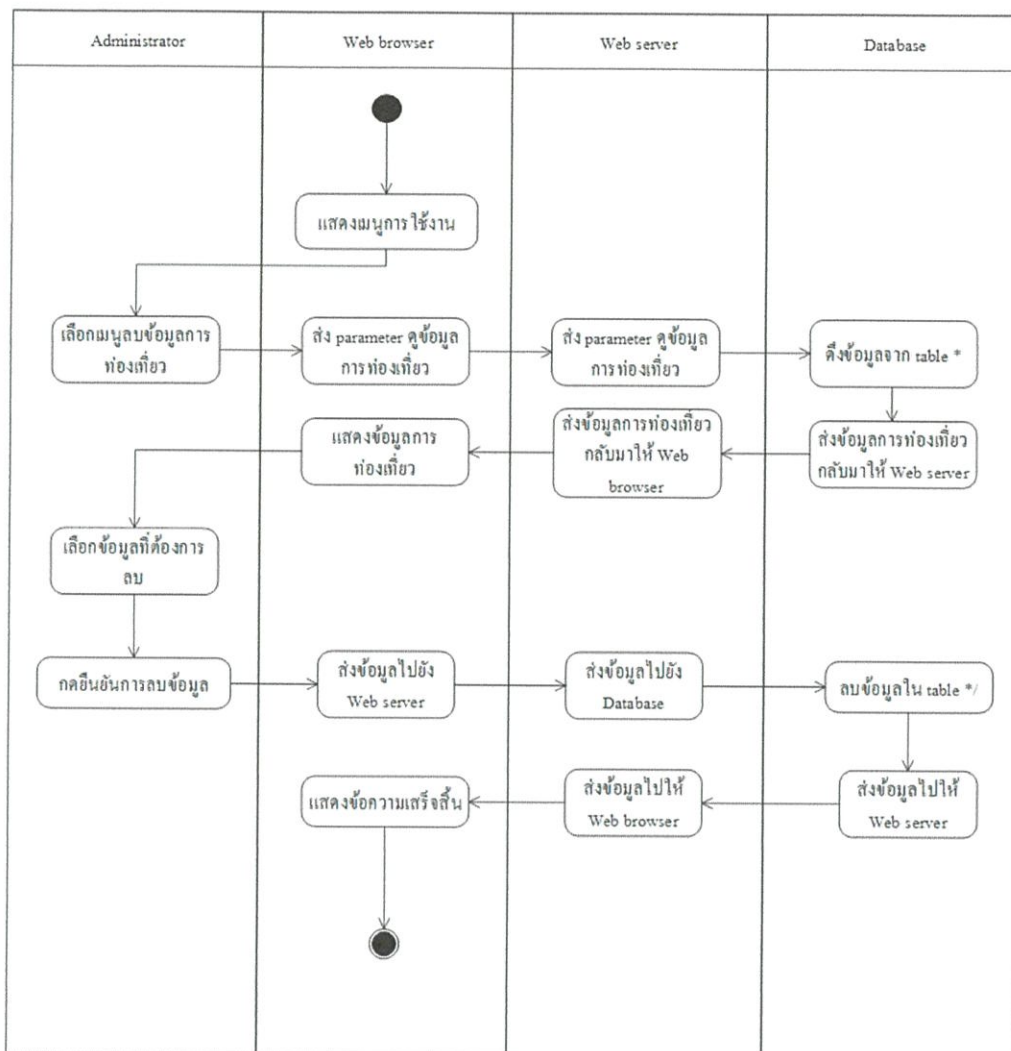 Administrator
Web browser
Web server
Database
แสดงเมนูการใช้งาน
เลือกเมนูลบข้อมูลการ
ท่องเที่ยว
ส่ง parameter ดูข้อมูล
การท่องเที่ยว
ส่ง parameter ดูข้อมูล
การท่องเที่ยว
ดึงข้อมูลจาก table *
แสดงข้อมูลการ
ท่องเที่ยว
ส่งข้อมูลการท่องเที่ยว
กลับมาให้ Web
browser
ส่งข้อมูลการท่องเที่ยว
กลับมาให้ Web server
เลือกข้อมูลที่ต้องการ
ลบ
กดยืนยันการลบข้อมูล
ส่งข้อมูลไปยัง
Web server
ส่งข้อมูลไปยัง
Database
ลบข้อมูลใน table */
แสดงข้อความเสร็จสิ้น
ส่งข้อมูลไปให้
Web browser
ส่งข้อมูลไปให้
Web server